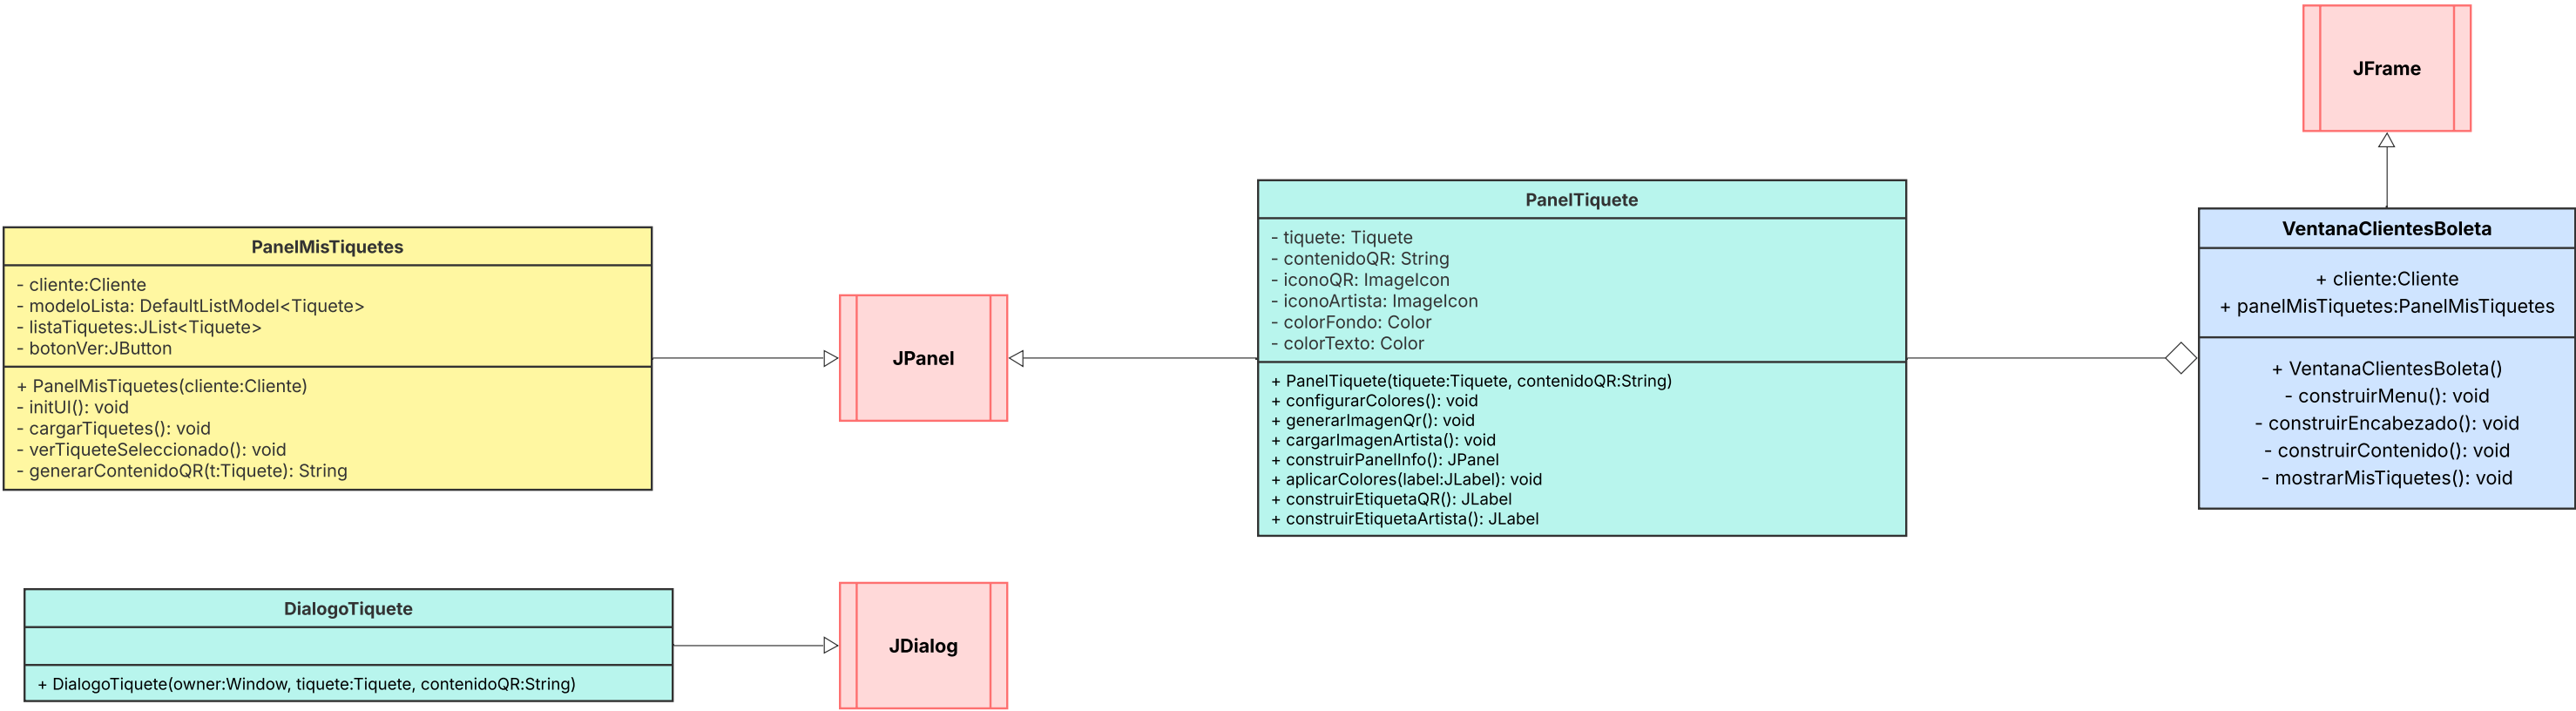 JFrame
PanelMisTiquetes
- cliente:Cliente
- modeloLista: DefaultListModel<Tiquete>
- listaTiquetes:JList<Tiquete>
- botonVer:JButton
+ PanelMisTiquetes(cliente:Cliente)
- initUI(): void
- cargarTiquetes(): void
- verTiqueteSeleccionado(): void
- generarContenidoQR(t:Tiquete): String
JPanel
PanelTiquete
- tiquete: Tiquete
- contenidoQR: String
- iconoQR: ImageIcon
- iconoArtista: ImageIcon
- colorFondo: Color
- colorTexto: Color
+ PanelTiquete(tiquete:Tiquete, contenidoQR:String)
+ configurarColores(): void
+ generarImagenQr(): void
+ cargarImagenArtista(): void
+ construirPanelInfo(): JPanel
+ aplicarColores(label:JLabel): void
+ construirEtiquetaQR(): JLabel
+ construirEtiquetaArtista(): JLabel
VentanaClientesBoleta
+ cliente:Cliente
+ panelMisTiquetes:PanelMisTiquetes
+ VentanaClientesBoleta()
- construirMenu(): void
- construirEncabezado(): void
- construirContenido(): void
- mostrarMisTiquetes(): void
DialogoTiquete
+ DialogoTiquete(owner:Window, tiquete:Tiquete, contenidoQR:String)
JDialog